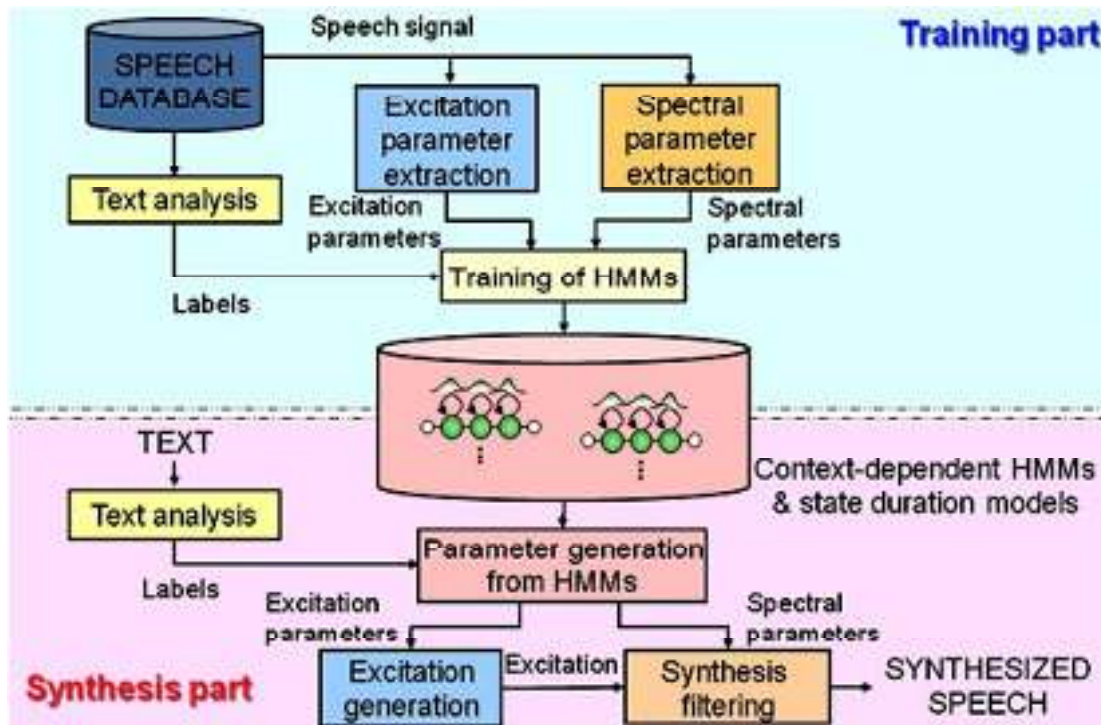 Speech signal
Training part
SPEECH
DATABASE
Excitation
parameter
extraction
Spectral
parameter
extraction
Text analysis
Excitation
parameters
Spectral
parameters
Training of HMMs
Labels
TEXT
Context-dependent HMMs
& state duration models
Text analysis
Parameter generation
from HMMs
Labels
Excitation
parameters
Spectral
parameters
Synthesis part
Excitation
generation
Excitation
Synthesis
filtering
SYNTHESIZED
SPEECH